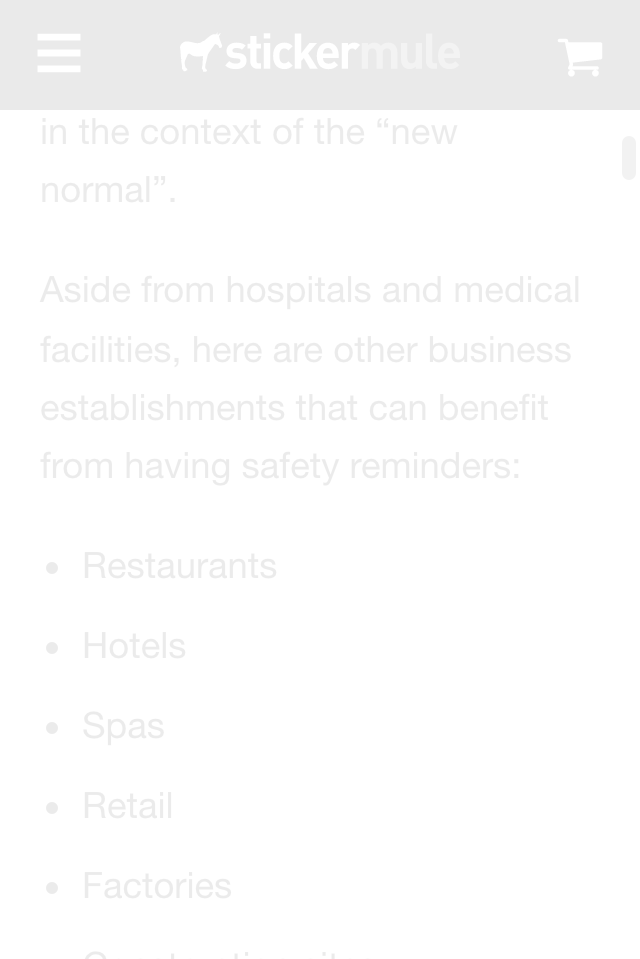 stickermule
in the context of the “new
normal”.
Aside from hospitals and medical
facilities, here are other business
establishments that can benefit
from having safety reminders:
• Restaurants
• Hotels
• Spas
• Retail
• Factories